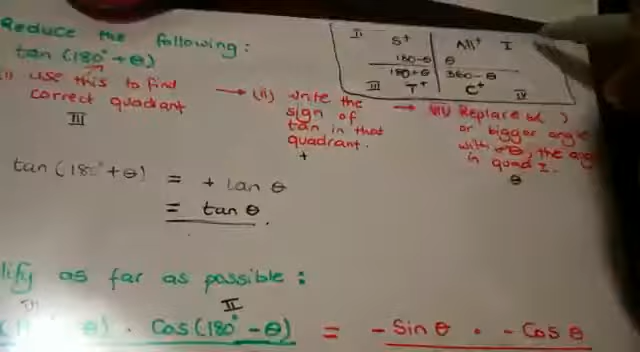 Reduce the following:
tan (180° + θ)
(i) use this to find
correct quadrant
III
→ (ii) write the
sign of
tan in that
quadrant.
+
→ (iii) Replace
or bigger angle
with θ, the
in quad I.
θ
II S⁺ All⁺ I
180-θ θ
180+θ 360-θ
III T⁺ C⁺ IV
tan (180° + θ) = + tan θ
= tan θ.
as far as possible:
II
θ) · Cos (180° - θ) = - Sin θ · - Cos θ